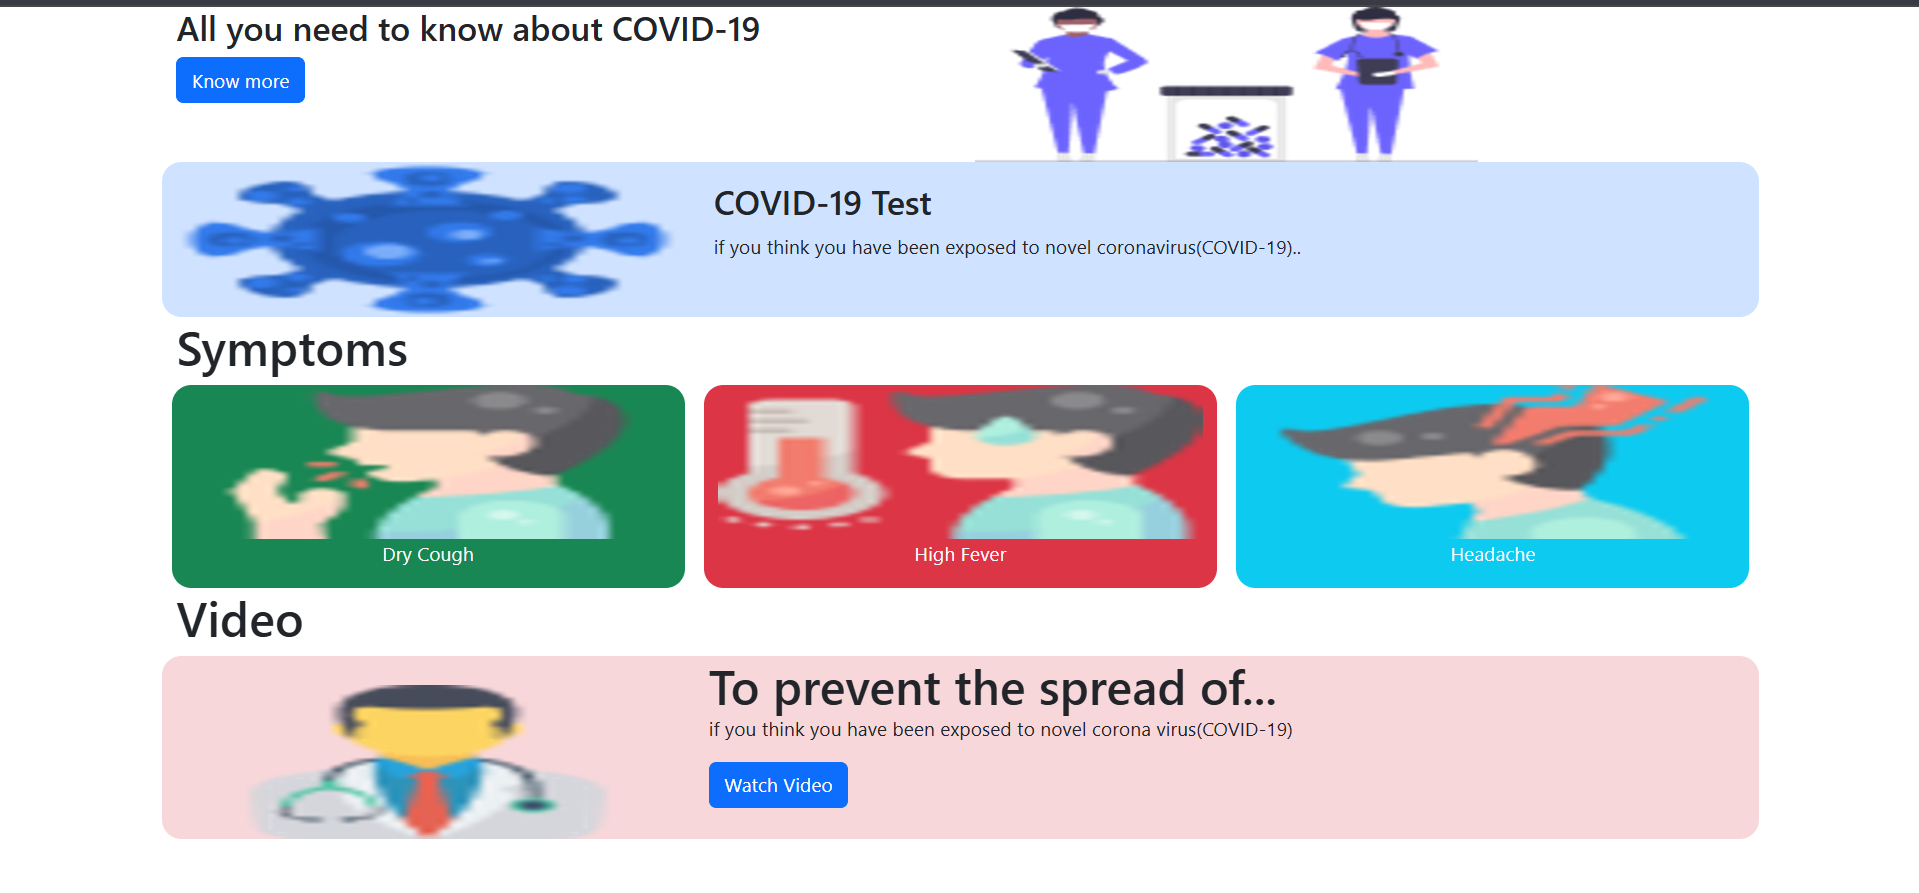 All you need to know about COVID-19
Know more
COVID-19 Test
if you think you have been exposed to novel coronavirus(COVID-19)..
Symptoms
Dry Cough
High Fever
Headache
Video
To prevent the spread of...
if you think you have been exposed to novel corona virus(COVID-19)
Watch Video